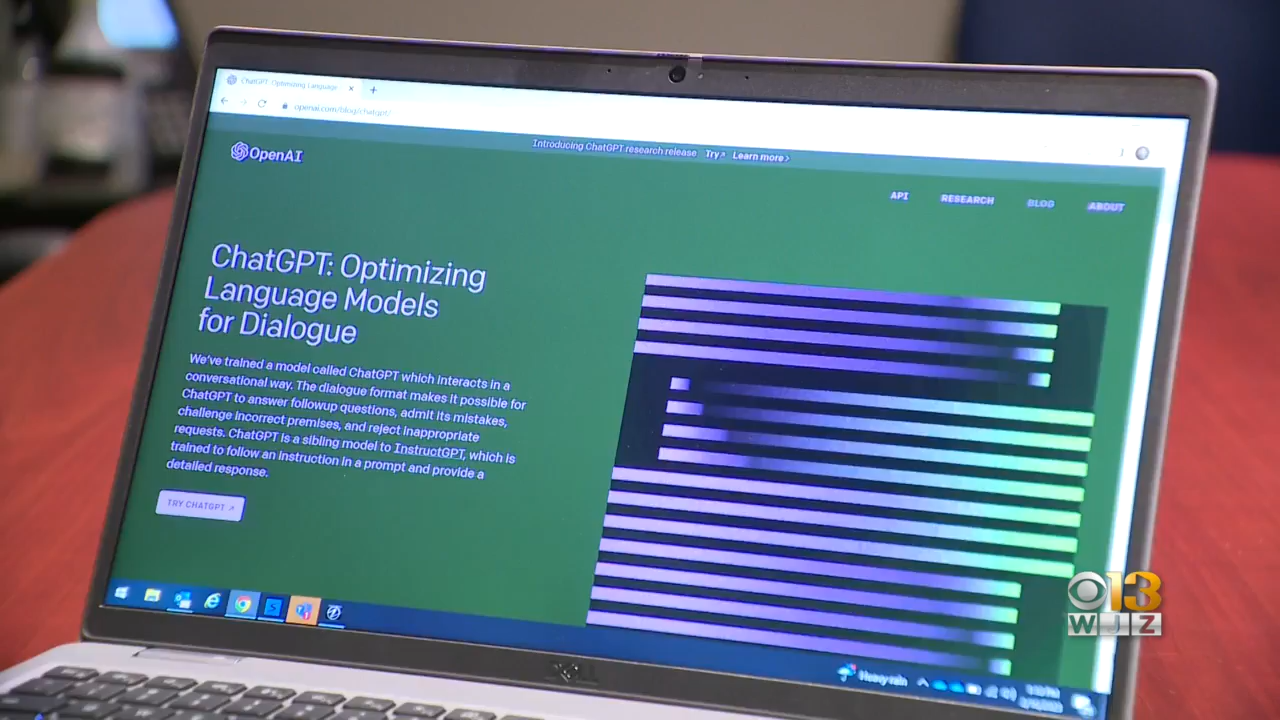 ChatGPT: Optimizing Language
openai.com/blog/chatgpt/
Introducing ChatGPT research release Try↗ Learn more›
OpenAI
API RESEARCH BLOG ABOUT
ChatGPT: Optimizing
Language Models
for Dialogue
We've trained a model called ChatGPT which interacts in a
conversational way. The dialogue format makes it possible for
ChatGPT to answer followup questions, admit its mistakes,
challenge incorrect premises, and reject inappropriate
requests. ChatGPT is a sibling model to InstructGPT, which is
trained to follow an instruction in a prompt and provide a
detailed response.
TRY CHATGPT ↗
13
WJZ
Heavy rain
DELL